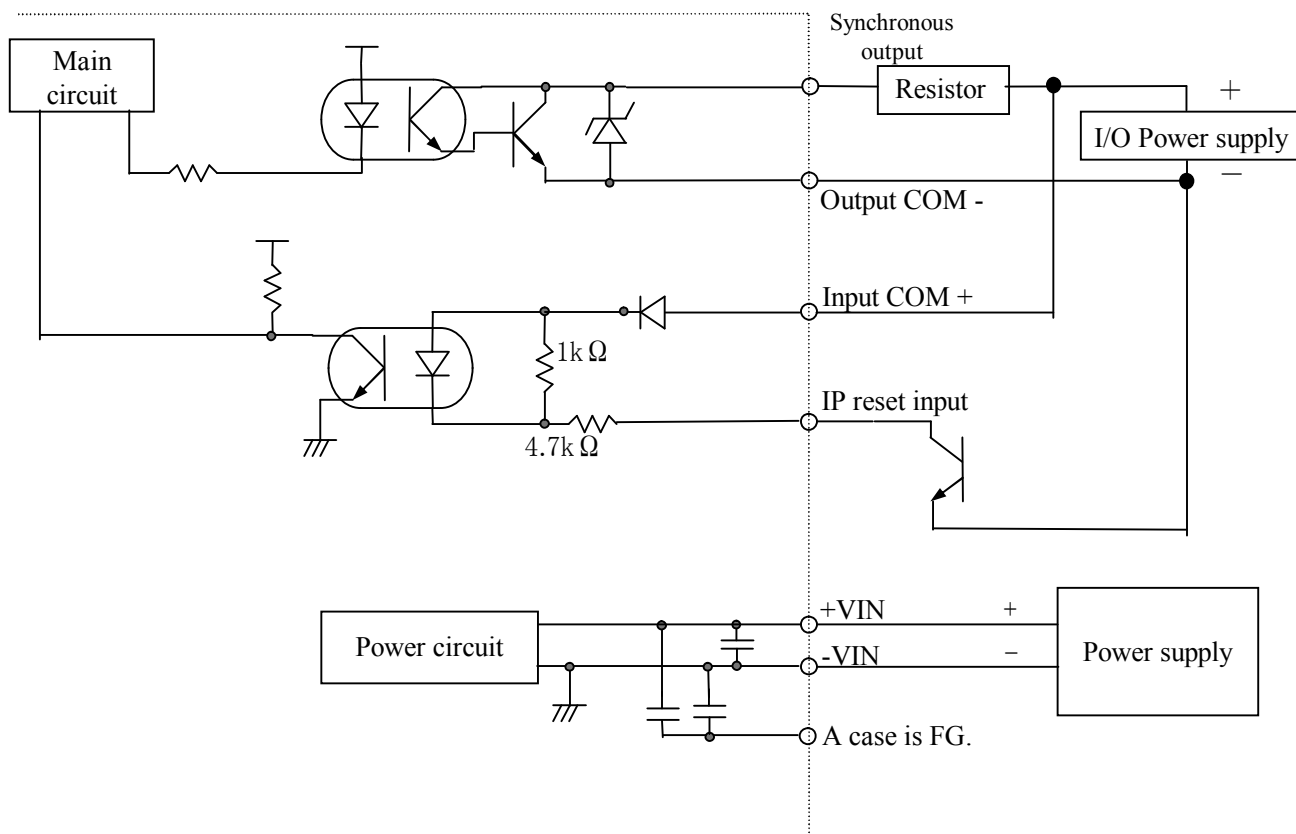 Synchronous
output
Main
circuit
Resistor
+
I/O Power supply
−
Output COM -
Input COM +
1kΩ
IP reset input
4.7kΩ
+VIN
+
Power circuit
-VIN
−
Power supply
A case is FG.